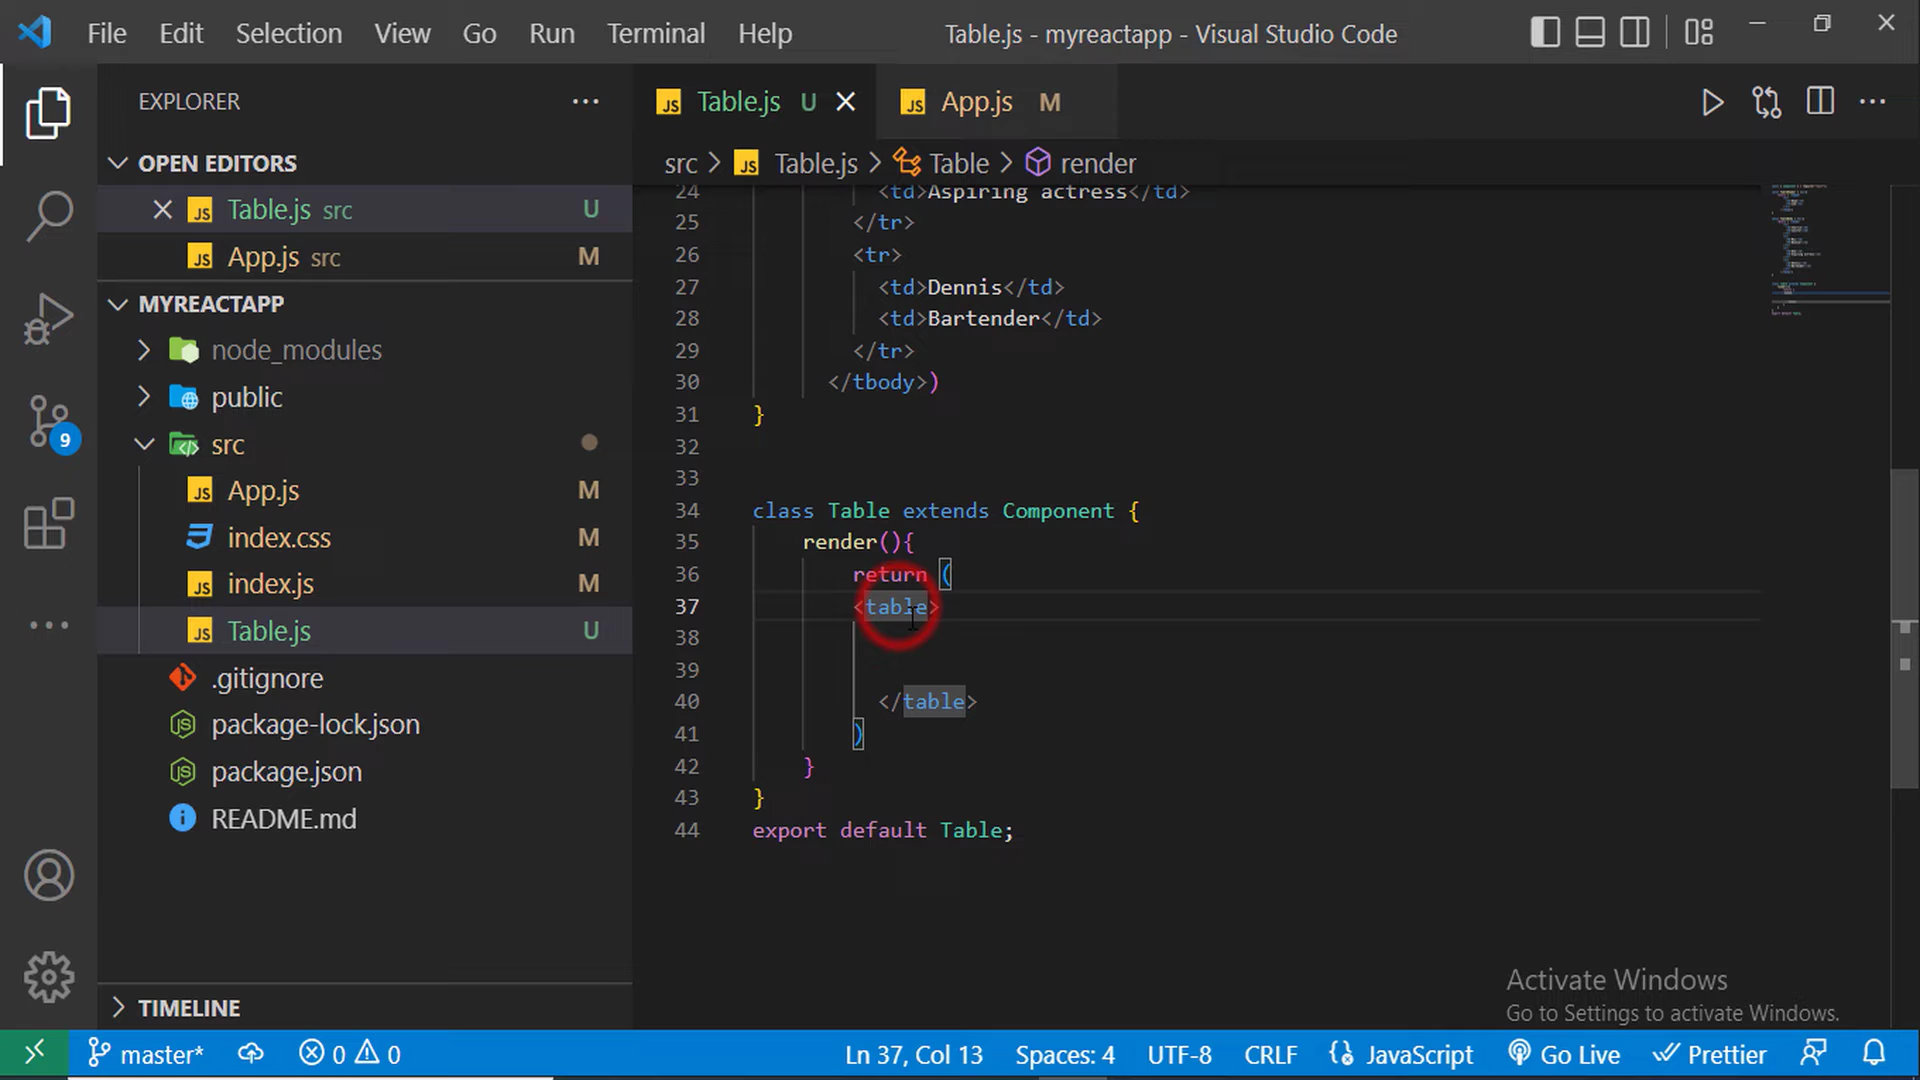 File Edit Selection View Go Run Terminal Help Table.js - myreactapp - Visual Studio Code
EXPLORER
OPEN EDITORS
Table.js src U
App.js src M
MYREACTAPP
node_modules
public
src
App.js M
index.css M
index.js M
Table.js U
.gitignore
package-lock.json
package.json
README.md
TIMELINE
9
Table.js U App.js M
src > Table.js > Table > render
24 <td>Aspiring actress</td>
25 </tr>
26 <tr>
27 <td>Dennis</td>
28 <td>Bartender</td>
29 </tr>
30 </tbody>)
31 }
32
33
34 class Table extends Component {
35 render(){
36 return (
37 <table>
38
39
40 </table>
41 )
42 }
43 }
44 export default Table;
Activate Windows
Go to Settings to activate Windows.
master* 0 0 Ln 37, Col 13 Spaces: 4 UTF-8 CRLF JavaScript Go Live Prettier